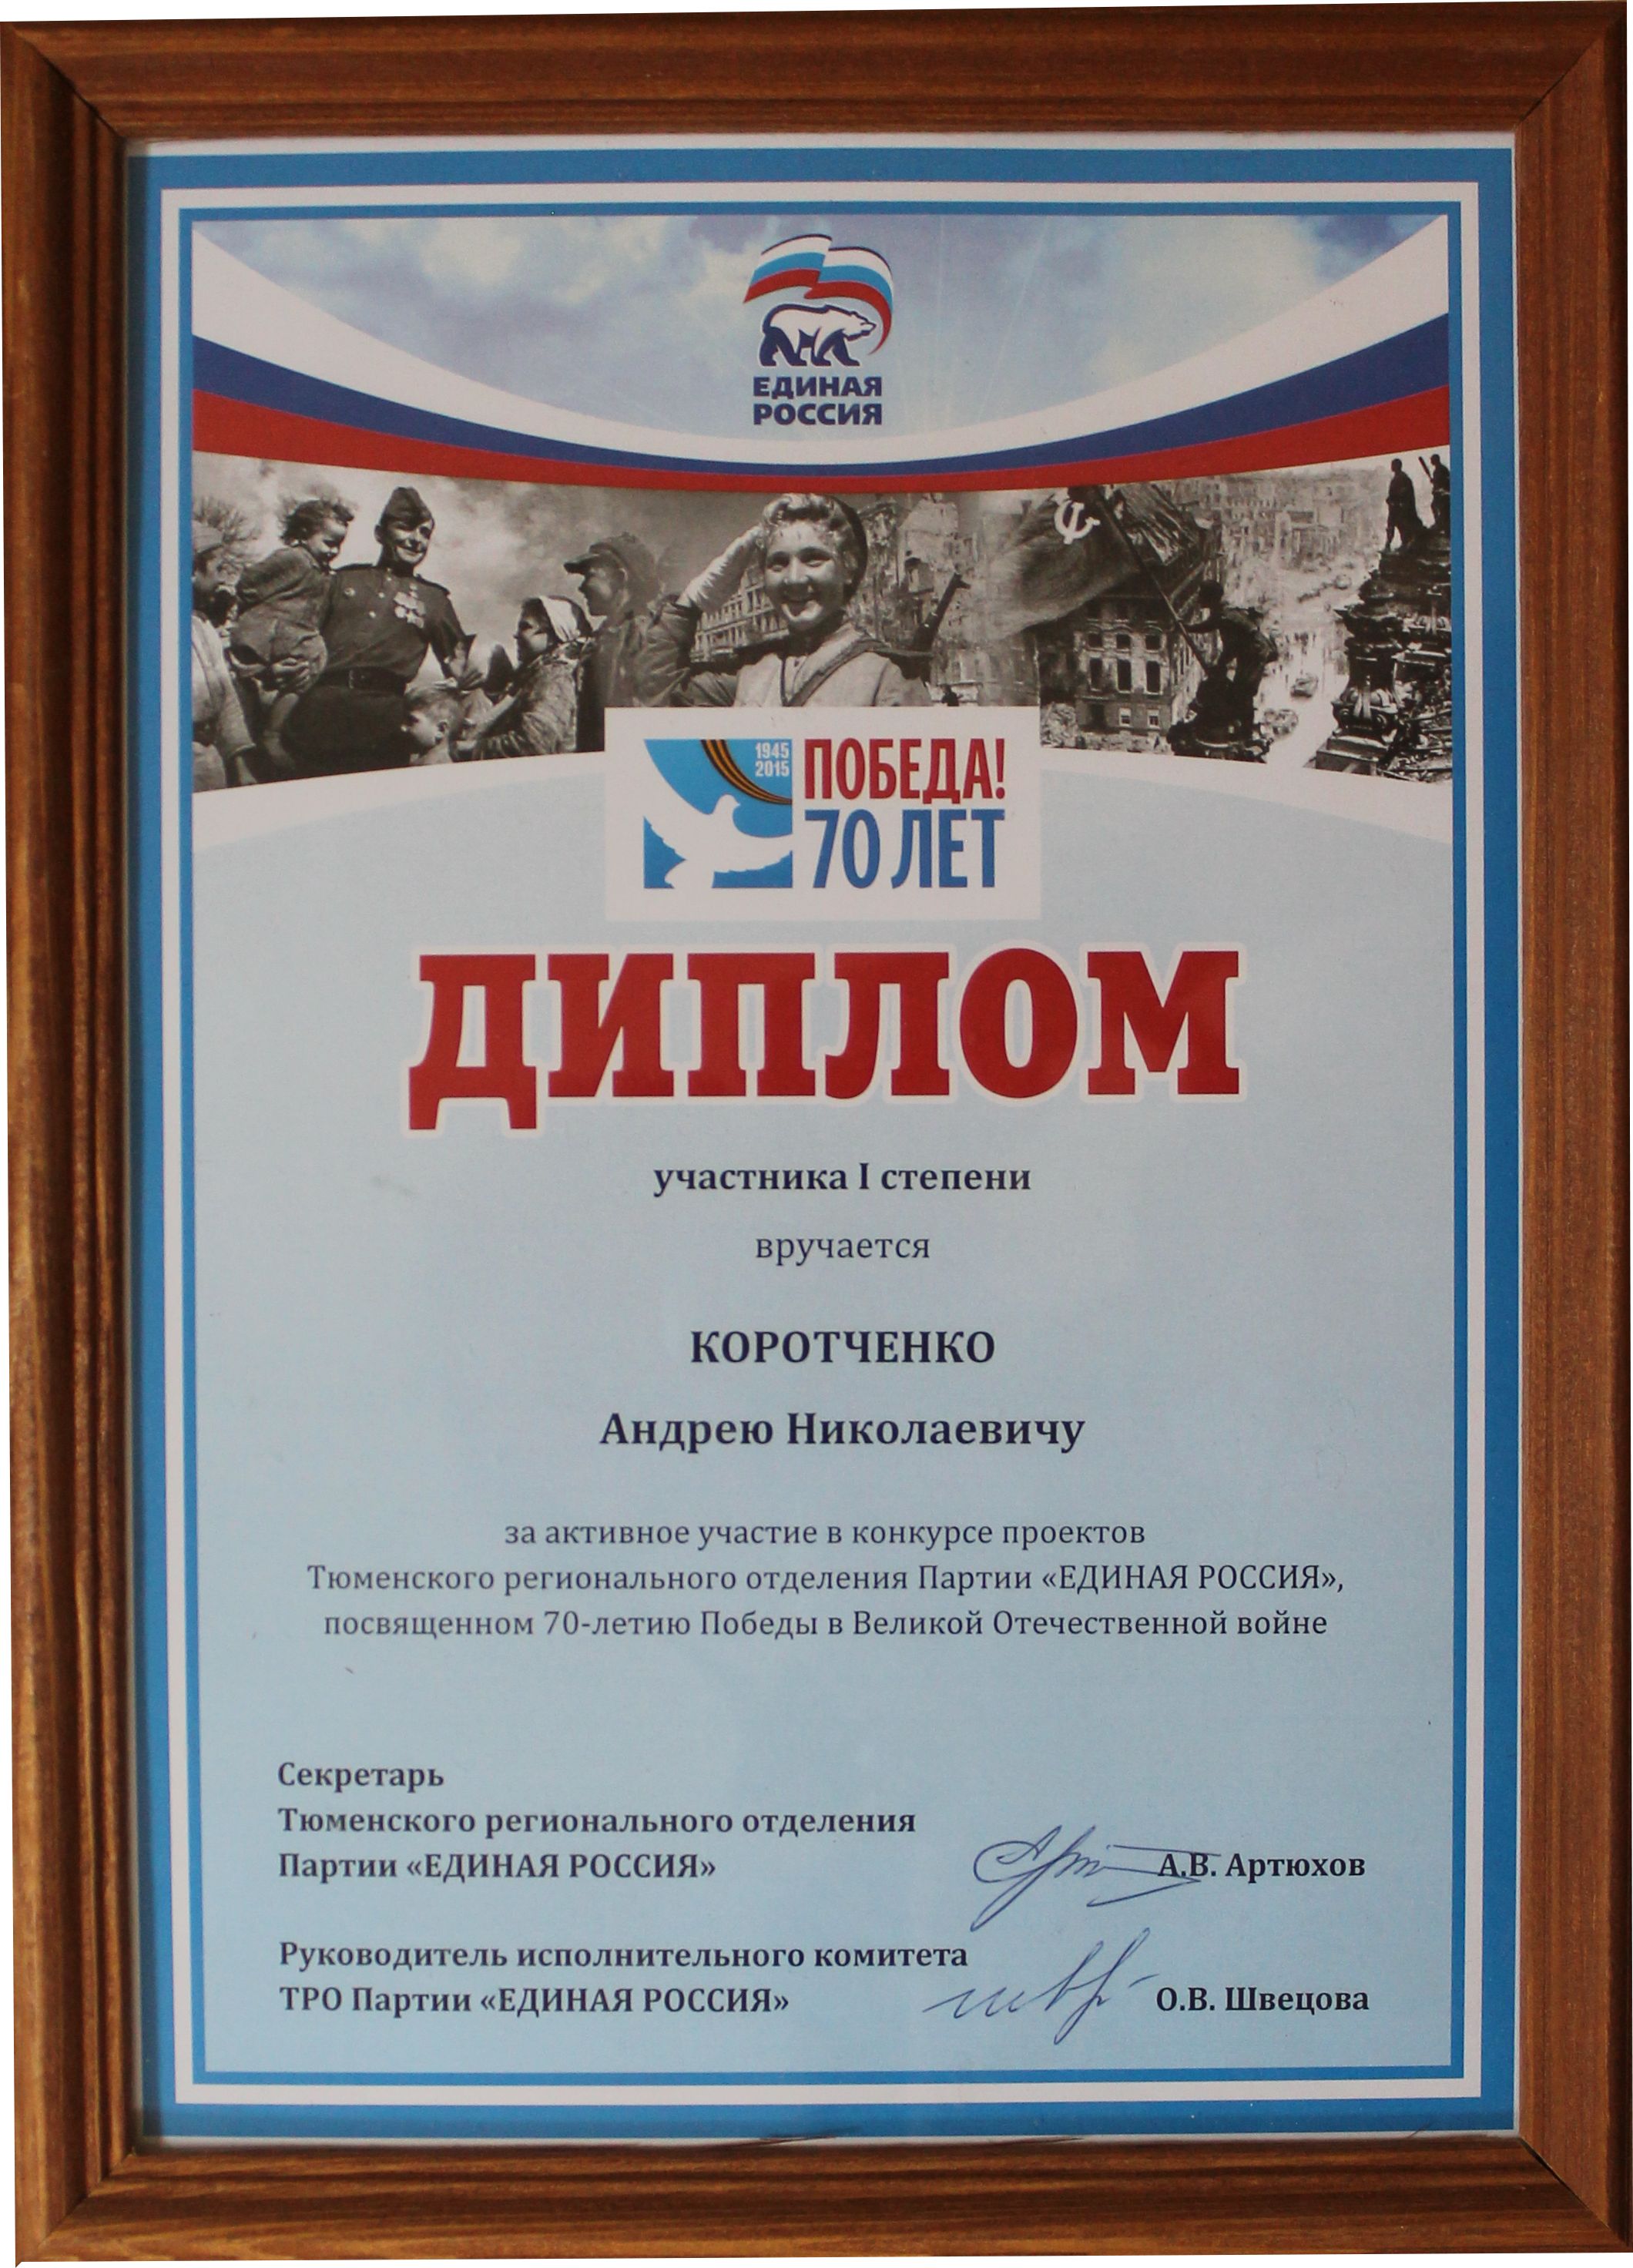 ЕДИНАЯ
РОССИЯ
1945
2015
ПОБЕДА!
70 ЛЕТ
ДИПЛОМ
участника I степени
вручается
КОРОТЧЕНКО
Андрею Николаевичу
за активное участие в конкурсе проектов
Тюменского регионального отделения Партии «ЕДИНАЯ РОССИЯ»,
посвященном 70-летию Победы в Великой Отечественной войне
Секретарь
Тюменского регионального отделения
Партии «ЕДИНАЯ РОССИЯ» А.В. Артюхов
Руководитель исполнительного комитета
ТРО Партии «ЕДИНАЯ РОССИЯ» О.В. Швецова